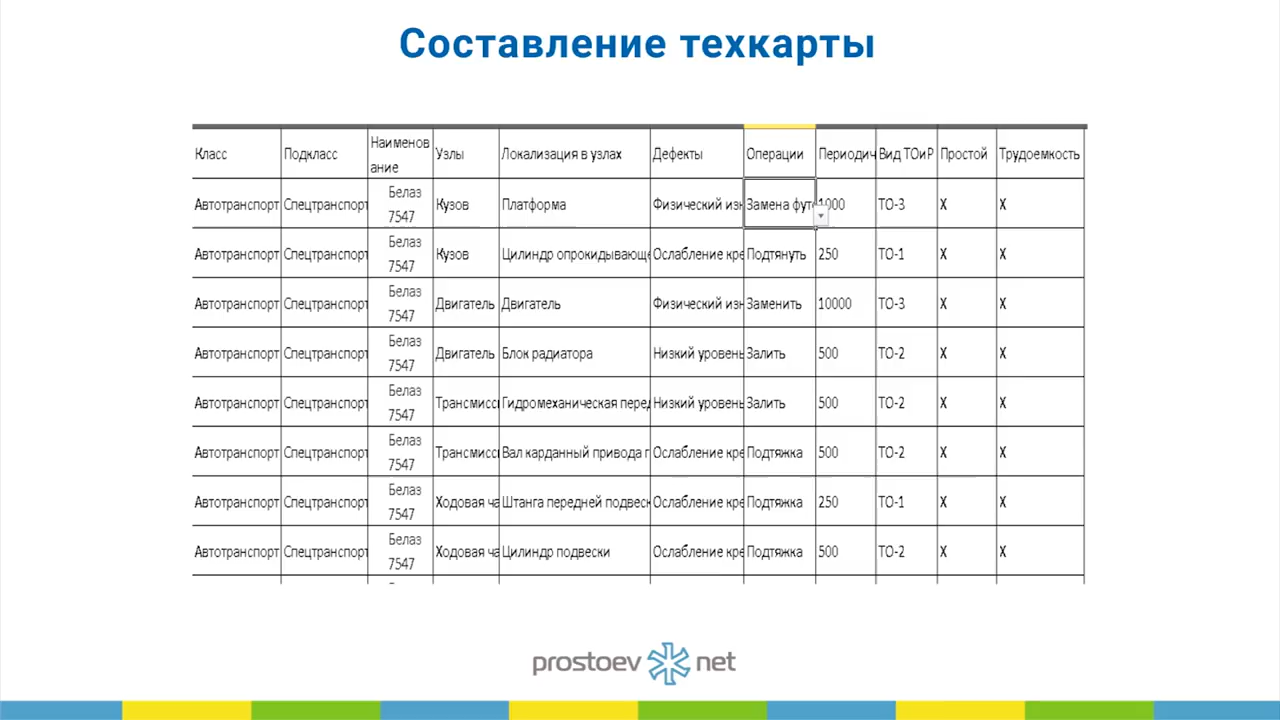 Составление техкарты
Класс Подкласс Наименов ание Узлы Локализация в узлах Дефекты Операции Периодич Вид ТОиР Простой Трудоемкость
Автотранспорт Спецтранспорт Белаз 7547 Кузов Платформа Физический изн Замена фут 1000 ТО-3 X X
Автотранспорт Спецтранспорт Белаз 7547 Кузов Цилиндр опрокидывающе Ослабление кре Подтянуть 250 ТО-1 X X
Автотранспорт Спецтранспорт Белаз 7547 Двигатель Двигатель Физический изн Заменить 10000 ТО-3 X X
Автотранспорт Спецтранспорт Белаз 7547 Двигатель Блок радиатора Низкий уровень Залить 500 ТО-2 X X
Автотранспорт Спецтранспорт Белаз 7547 Трансмисс Гидромеханическая перед Низкий уровень Залить 500 ТО-2 X X
Автотранспорт Спецтранспорт Белаз 7547 Трансмисс Вал карданный привода г Ослабление кре Подтяжка 500 ТО-2 X X
Автотранспорт Спецтранспорт Белаз 7547 Ходовая ча Штанга передней подвеск Ослабление кре Подтяжка 250 ТО-1 X X
Автотранспорт Спецтранспорт Белаз 7547 Ходовая ча Цилиндр подвески Ослабление кре Подтяжка 500 ТО-2 X X
prostoev net